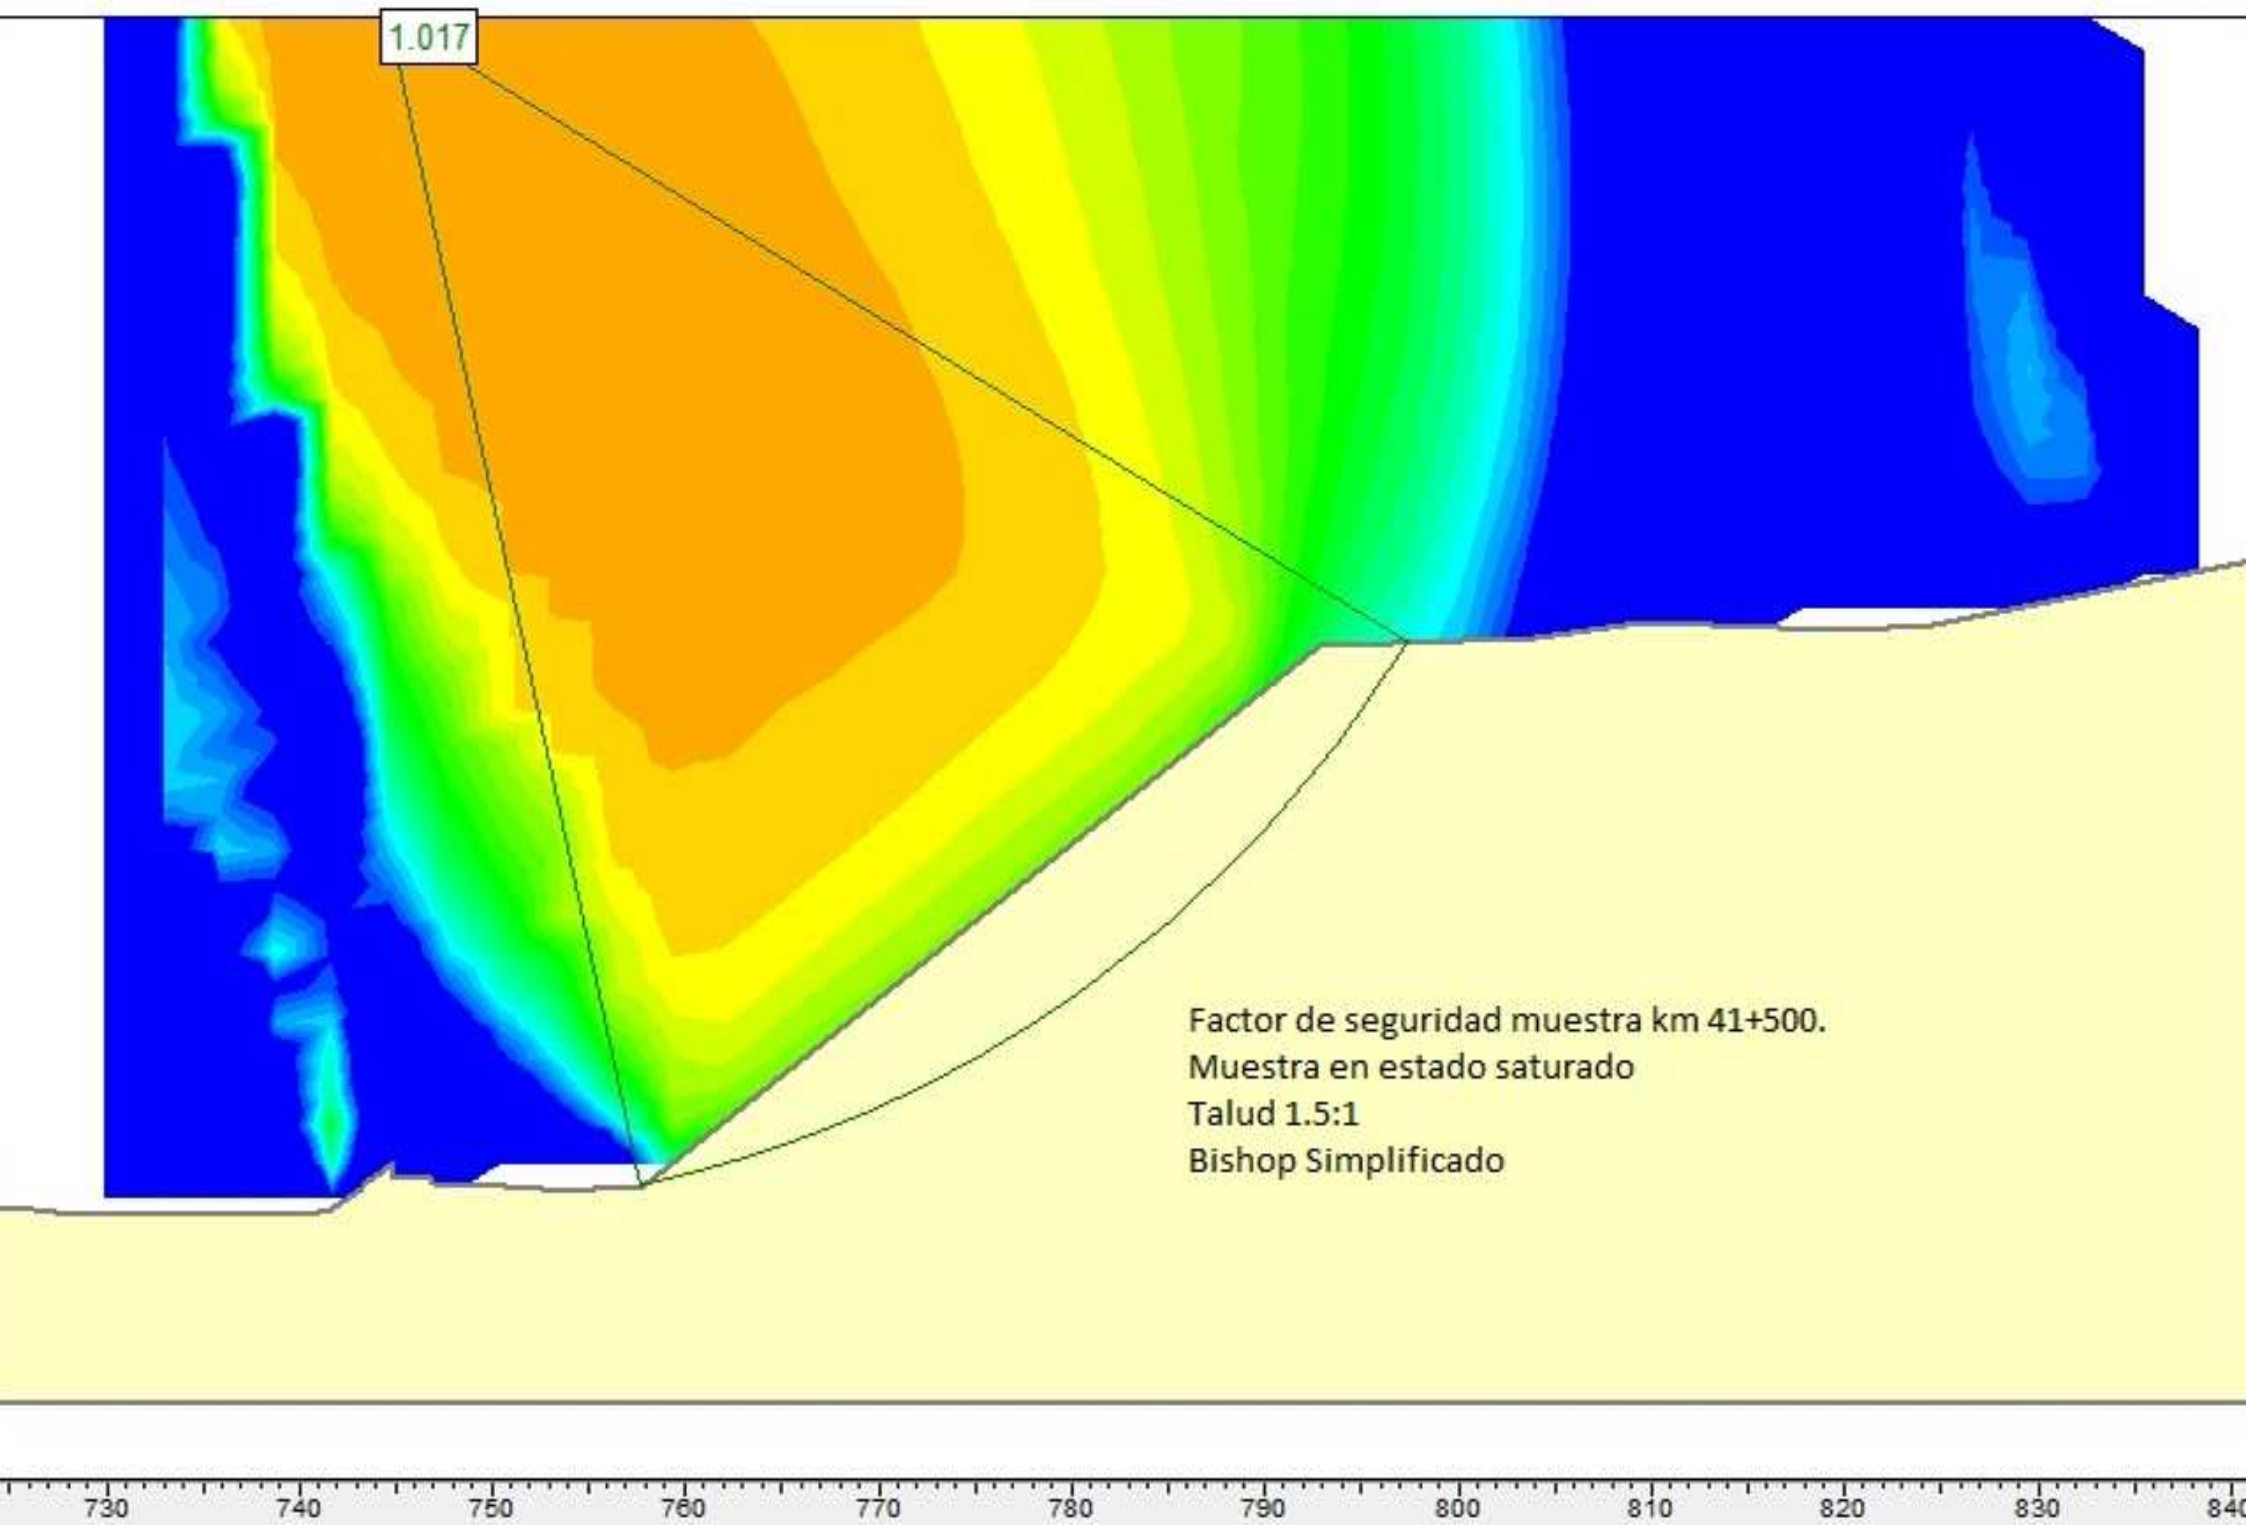 1.017
Factor de seguridad muestra km 41+500.
Muestra en estado saturado
Talud 1.5:1
Bishop Simplificado
730 740 750 760 770 780 790 800 810 820 830 840